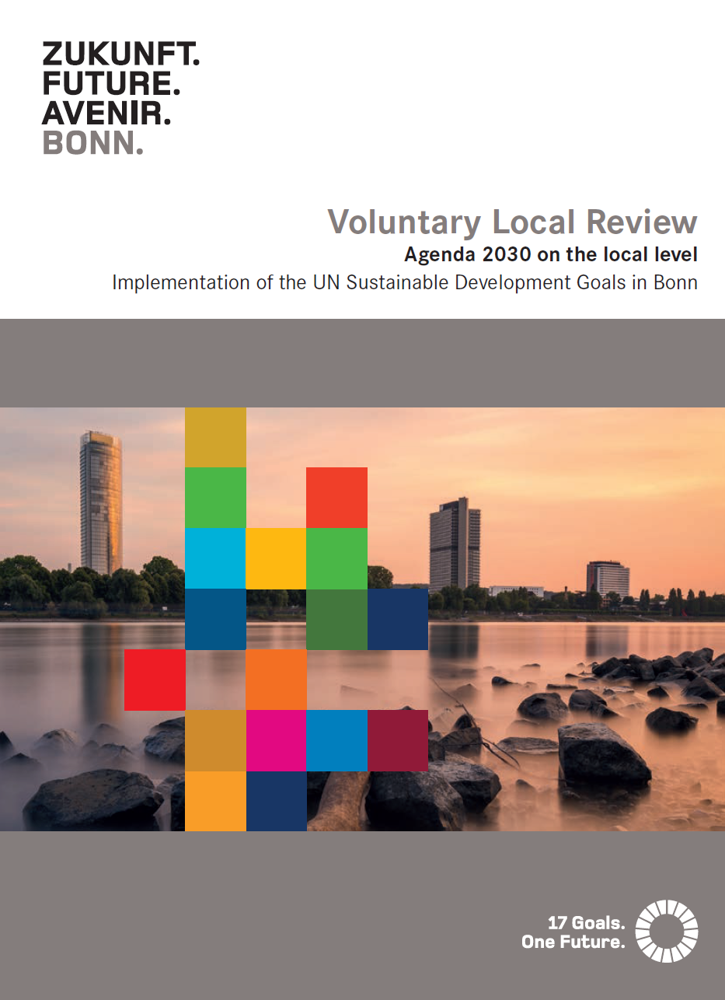 ZUKUNFT.
FUTURE.
AVENIR.
BONN.
Voluntary Local Review
Agenda 2030 on the local level
Implementation of the UN Sustainable Development Goals in Bonn
17 Goals.
One Future.